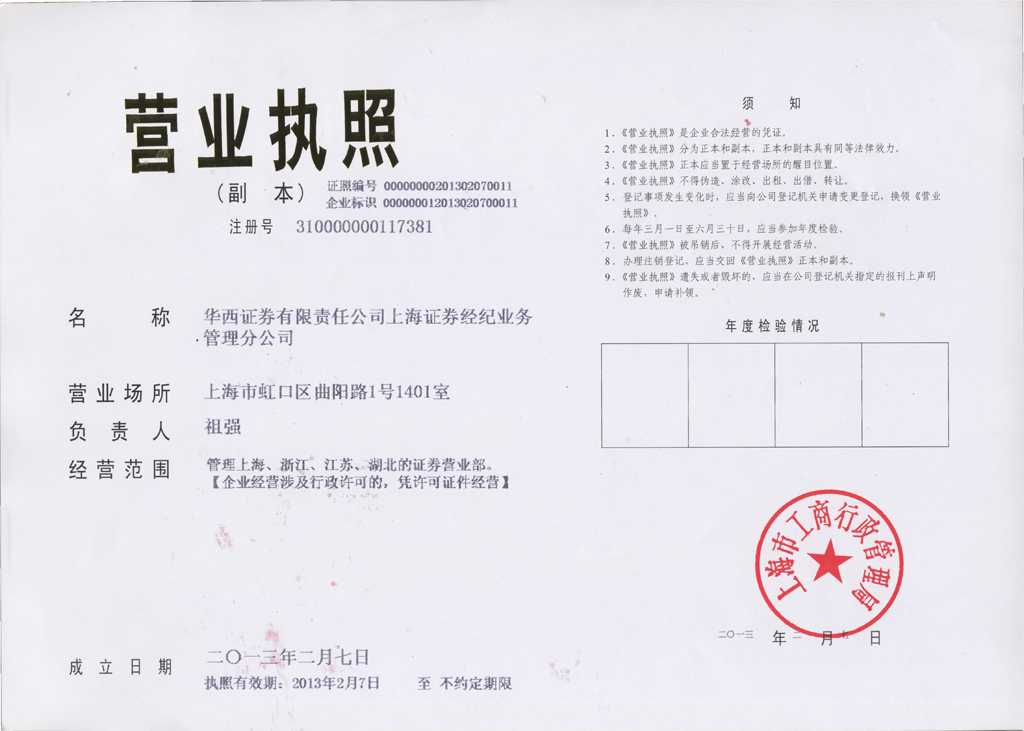 营业执照
（副 本）
证照编号 00000000201302070011
企业标识 00000001201302070011
注册号 310000000117381
名 称 华西证券有限责任公司上海证券经纪业务
管理分公司
营业场所 上海市虹口区曲阳路1号1401室
负责人 祖强
经营范围 管理上海、浙江、江苏、湖北的证券营业部。
【企业经营涉及行政许可的，凭许可证件经营】
成立日期 二〇一三年二月七日
执照有效期：2013年2月7日 至 不约定期限
须 知
1．《营业执照》是企业合法经营的凭证。
2．《营业执照》分为正本和副本，正本和副本具有同等法律效力。
3．《营业执照》正本应当置于经营场所的醒目位置。
4．《营业执照》不得伪造、涂改、出租、出借、转让。
5．登记事项发生变化时，应当向公司登记机关申请变更登记，换领《营业
执照》。
6．每年三月一日至六月三十日，应当参加年度检验。
7．《营业执照》被吊销后，不得开展经营活动。
8．办理注销登记，应当交回《营业执照》正本和副本。
9．《营业执照》遗失或者毁坏的，应当在公司登记机关指定的报刊上声明
作废，申请补领。
年度检验情况
上海市工商行政管理局
二〇一三 年 二 月 七 日